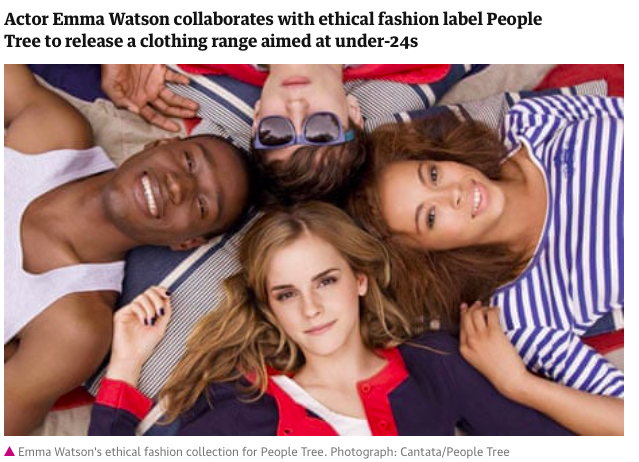 Actor Emma Watson collaborates with ethical fashion label People
Tree to release a clothing range aimed at under-24s
Emma Watson's ethical fashion collection for People Tree. Photograph: Cantata/People Tree